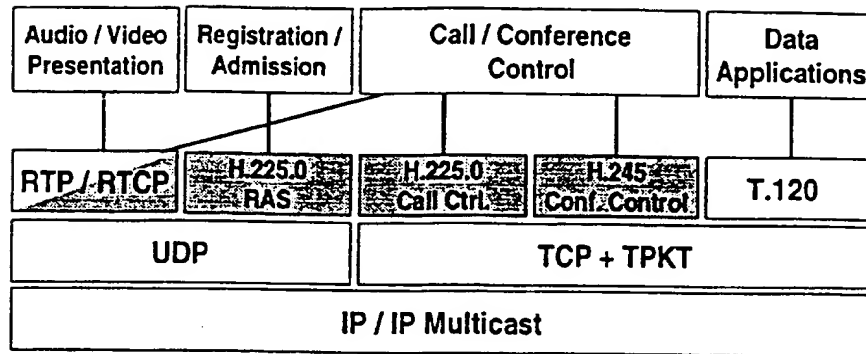 Audio / Video
Presentation
Registration /
Admission
Call / Conference
Control
Data
Applications
RTP / RTCP
H.225.0
RAS
H.225.0
Call Ctrl.
H.245
Conf. Control
T.120
UDP
TCP + TPKT
IP / IP Multicast